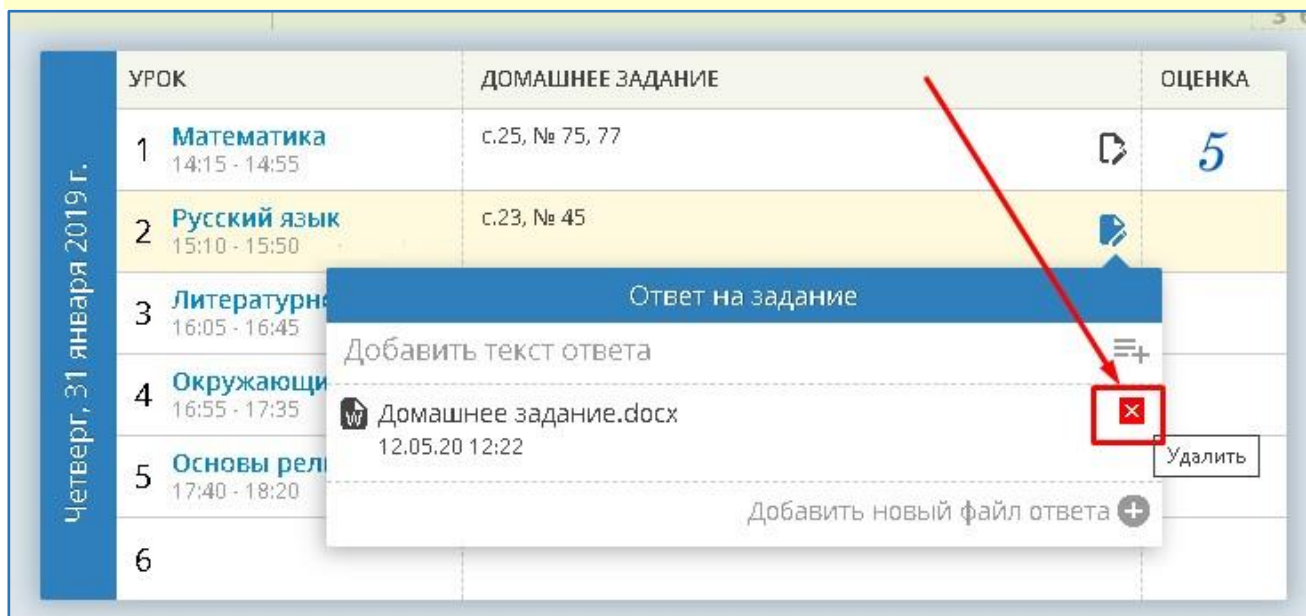 УРОК ДОМАШНЕЕ ЗАДАНИЕ ОЦЕНКА
Четверг, 31 января 2019 г.
1 Математика с.25, № 75, 77 5
14:15 - 14:55
2 Русский язык с.23, № 45
15:10 - 15:50
Ответ на задание
3 Литературн
16:05 - 16:45
Добавить текст ответа
4 Окружающи
16:55 - 17:35
Домашнее задание.docx
12.05.20 12:22
Удалить
5 Основы рел
17:40 - 18:20
Добавить новый файл ответа
6